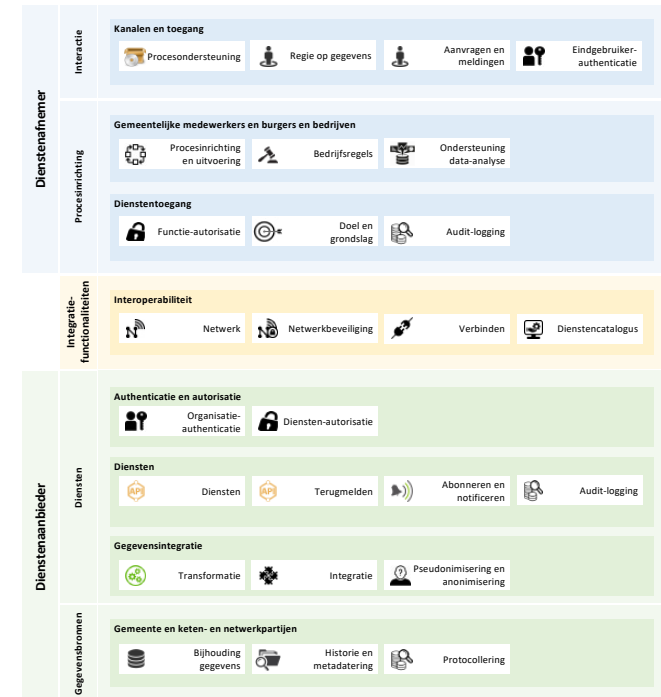 Dienstenafnemer
Interactie
Kanalen en toegang
Procesondersteuning
Regie op gegevens
Aanvragen en
meldingen
Eindgebruiker-
authenticatie
Procesinrichting
Gemeentelijke medewerkers en burgers en bedrijven
Procesinrichting
en uitvoering
Bedrijfsregels
Ondersteuning
data-analyse
Dienstentoegang
Functie-autorisatie
Doel en
grondslag
Audit-logging
Integratie-
functionaliteiten
Interoperabiliteit
Netwerk
Netwerkbeveiliging
Verbinden
Dienstencatalogus
Dienstenaanbieder
Diensten
Authenticatie en autorisatie
Organisatie-
authenticatie
Diensten-autorisatie
Diensten
API
Diensten
API
Terugmelden
Abonneren en
notificeren
Audit-logging
Gegevensintegratie
Transformatie
Integratie
Pseudonimisering en
anonimisering
Gegevensbronnen
Gemeente en keten- en netwerkpartijen
Bijhouding
gegevens
Historie en
metadatering
Protocollering